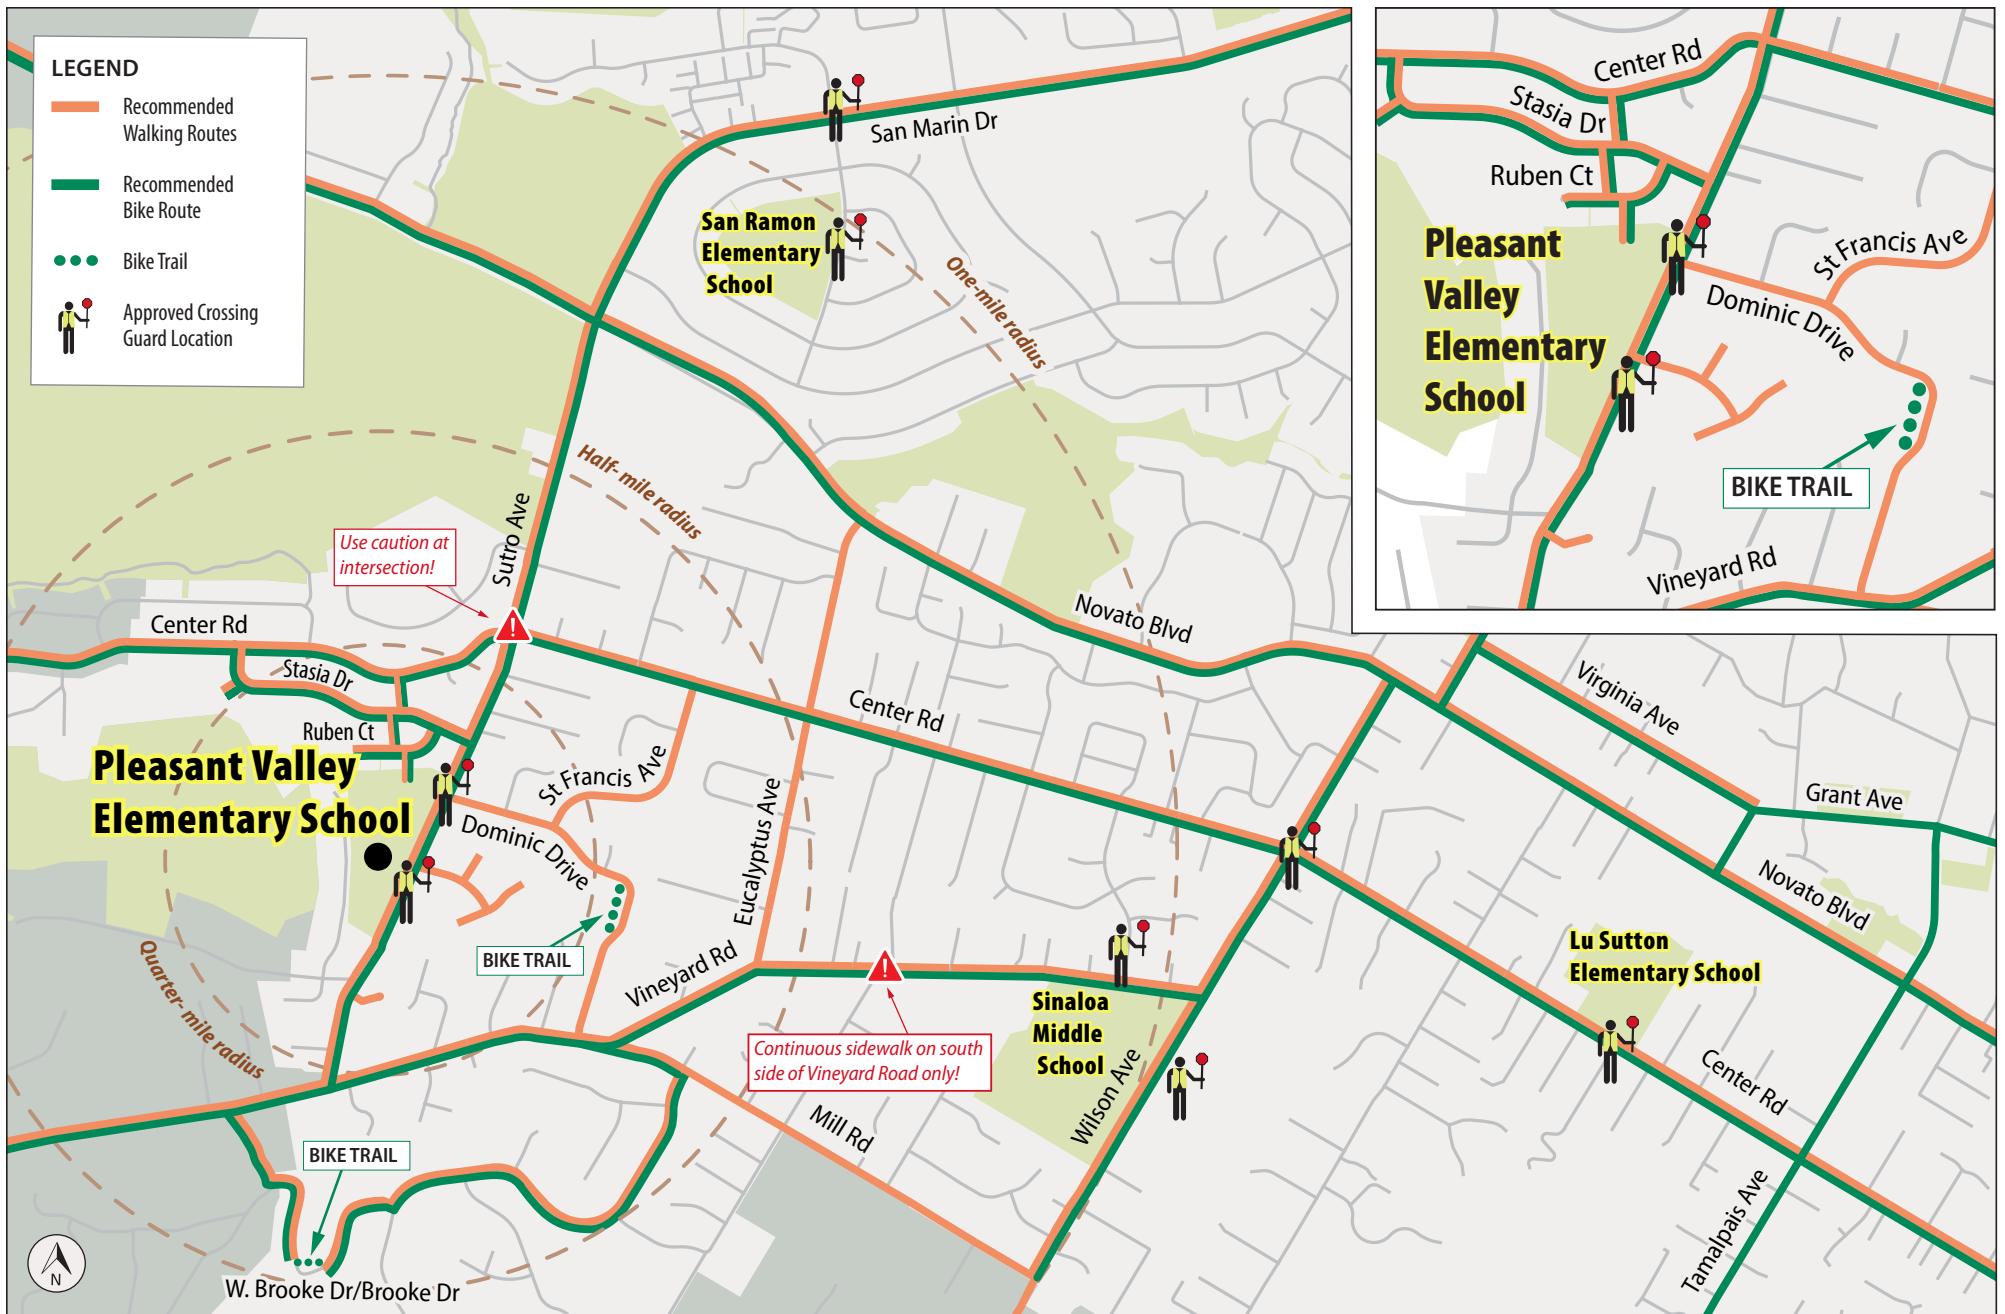 LEGEND
Recommended
Walking Routes
Recommended
Bike Route
Bike Trail
Approved Crossing
Guard Location
San Marin Dr
San Ramon
Elementary
School
One-mile radius
Half-mile radius
Sutro Ave
Use caution at
intersection!
Center Rd
Stasia Dr
Ruben Ct
Pleasant Valley
Elementary School
St Francis Ave
Dominic Drive
BIKE TRAIL
Eucalyptus Ave
Vineyard Rd
Center Rd
Novato Blvd
Quarter-mile radius
Continuous sidewalk on south
side of Vineyard Road only!
Sinaloa
Middle
School
Wilson Ave
Mill Rd
BIKE TRAIL
W. Brooke Dr/Brooke Dr
N
Virginia Ave
Grant Ave
Novato Blvd
Lu Sutton
Elementary School
Center Rd
Tamalpais Ave
Center Rd
Stasia Dr
Ruben Ct
Pleasant
Valley
Elementary
School
St Francis Ave
Dominic Drive
BIKE TRAIL
Vineyard Rd